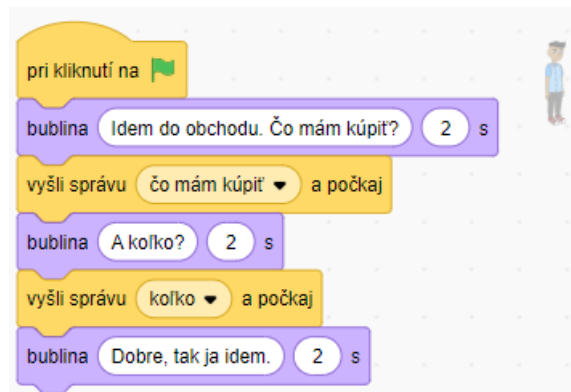 pri kliknutí na
bublina Idem do obchodu. Čo mám kúpiť? 2 s
vyšli správu čo mám kúpiť a počkaj
bublina A koľko? 2 s
vyšli správu koľko a počkaj
bublina Dobre, tak ja idem. 2 s